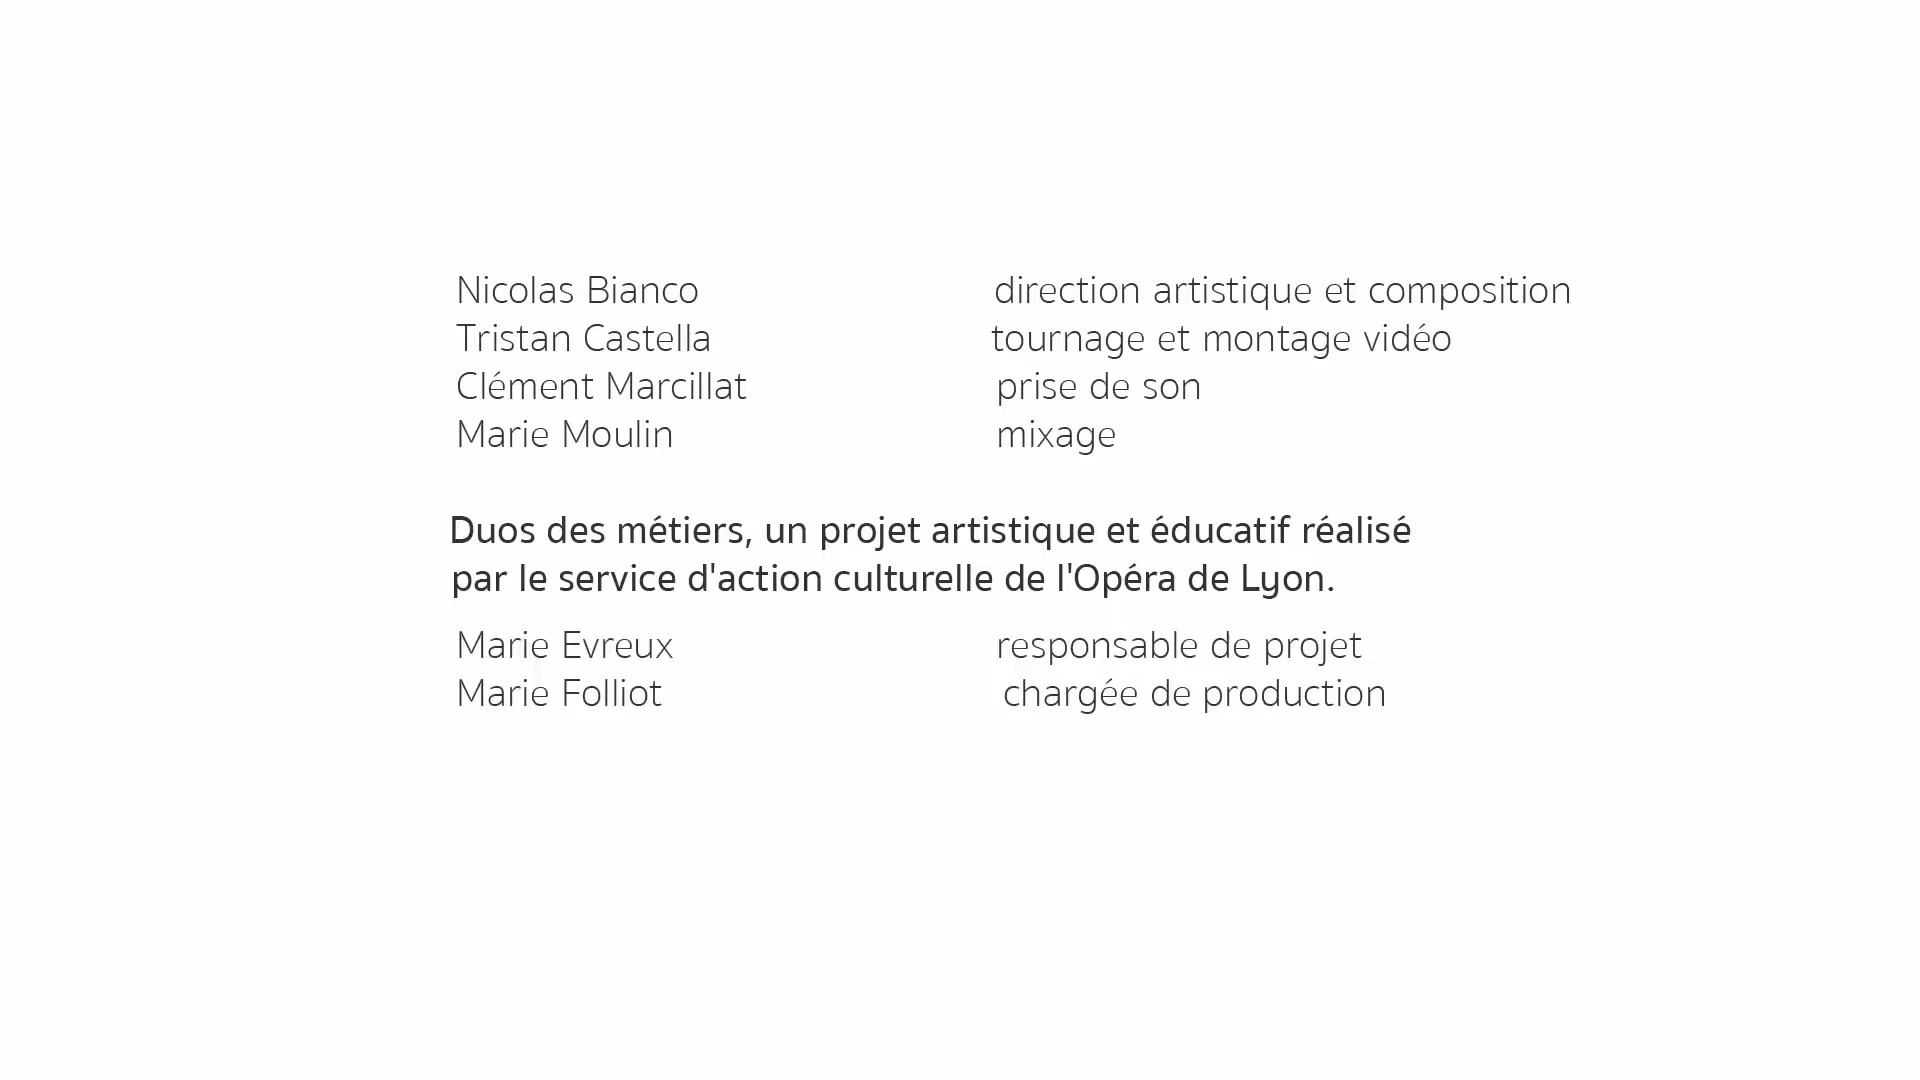 Nicolas Bianco direction artistique et composition
Tristan Castella tournage et montage vidéo
Clément Marcillat prise de son
Marie Moulin mixage
Duos des métiers, un projet artistique et éducatif réalisé
par le service d'action culturelle de l'Opéra de Lyon.
Marie Evreux responsable de projet
Marie Folliot chargée de production